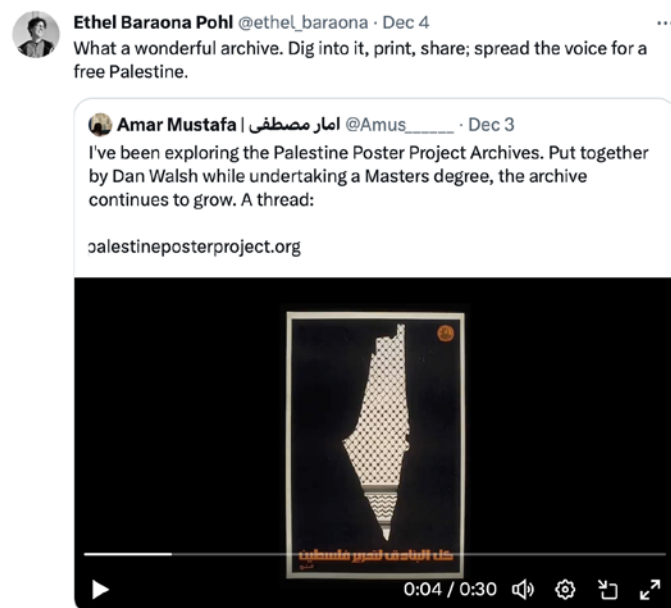 Ethel Baraona Pohl @ethel_baraona · Dec 4
What a wonderful archive. Dig into it, print, share; spread the voice for a
free Palestine.
Amar Mustafa | امار مصطفى @Amus______ · Dec 3
I've been exploring the Palestine Poster Project Archives. Put together
by Dan Walsh while undertaking a Masters degree, the archive
continues to grow. A thread:
palestineposterproject.org
كل البنادق لتحرير فلسطين
0:04 / 0:30